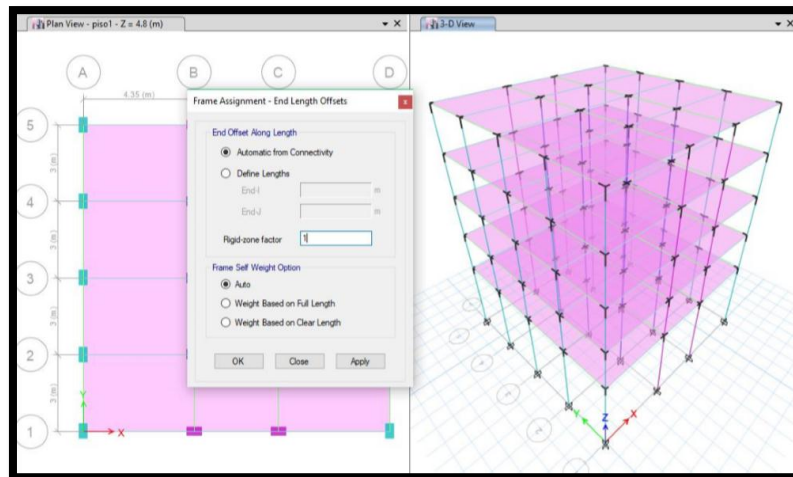 Plan View - piso1 - Z = 4.8 (m)
3-D View
A
B
C
D
4.35 (m)
5
4
3
2
1
3 (m)
3 (m)
3 (m)
3 (m)
Y
X
Frame Assignment - End Length Offsets
End Offset Along Length
Automatic from Connectivity
Define Lengths
End-I
m
End-J
m
Rigid-zone factor
1
Frame Self Weight Option
Auto
Weight Based on Full Length
Weight Based on Clear Length
OK
Close
Apply
Z
Y
X